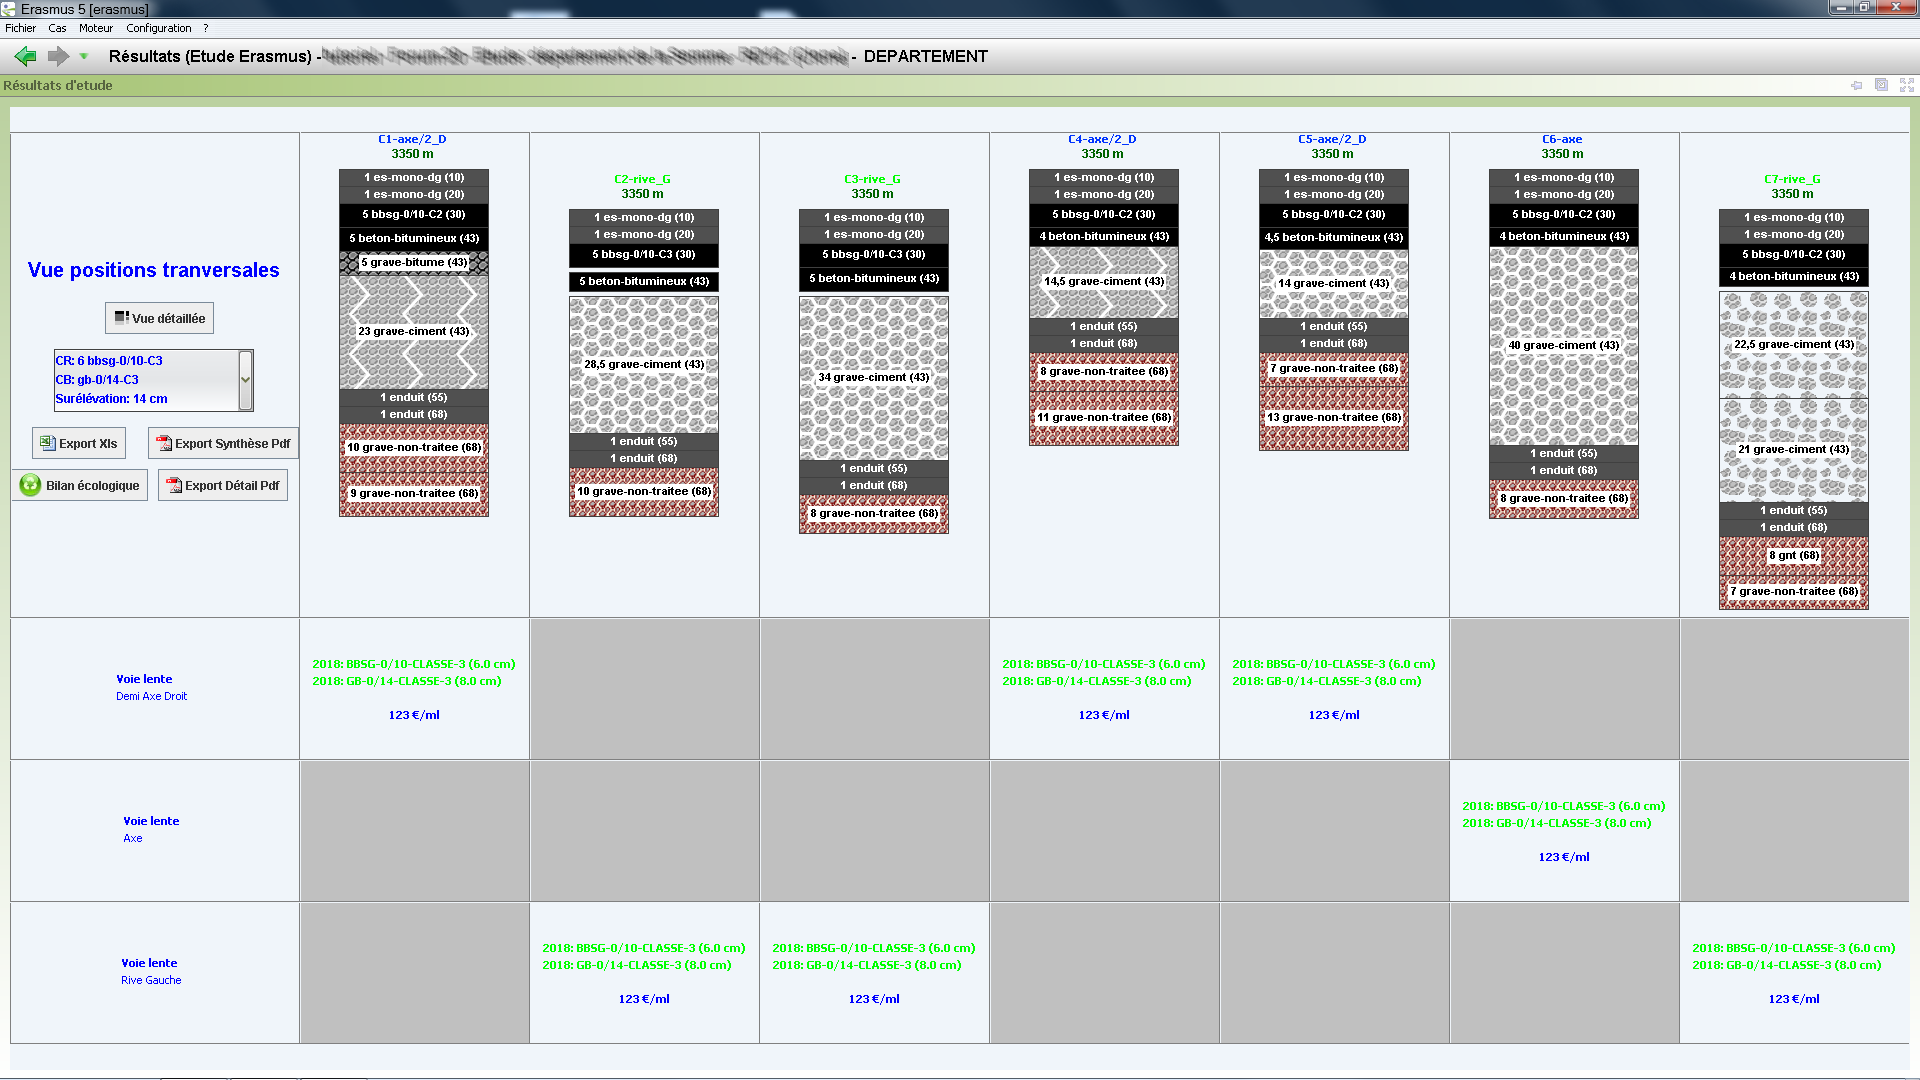 Erasmus 5 [erasmus]
Fichier Cas Moteur Configuration ?
Résultats (Etude Erasmus) - - DEPARTEMENT
Résultats d'etude
Vue positions tranversales
Vue détaillée
CR: 6 bbsg-0/10-C3
CB: gb-0/14-C3
Surélévation: 14 cm
Export Xls
Export Synthèse Pdf
Bilan écologique
Export Détail Pdf
C1-axe/2_D
3350 m
1 es-mono-dg (10)
1 es-mono-dg (20)
5 bbsg-0/10-C2 (30)
5 beton-bitumineux (43)
5 grave-bitume (43)
23 grave-ciment (43)
1 enduit (55)
1 enduit (68)
10 grave-non-traitee (68)
9 grave-non-traitee (68)
C2-rive_G
3350 m
1 es-mono-dg (10)
1 es-mono-dg (20)
5 bbsg-0/10-C3 (30)
5 beton-bitumineux (43)
28,5 grave-ciment (43)
1 enduit (55)
1 enduit (68)
10 grave-non-traitee (68)
C3-rive_G
3350 m
1 es-mono-dg (10)
1 es-mono-dg (20)
5 bbsg-0/10-C3 (30)
5 beton-bitumineux (43)
34 grave-ciment (43)
1 enduit (55)
1 enduit (68)
8 grave-non-traitee (68)
C4-axe/2_D
3350 m
1 es-mono-dg (10)
1 es-mono-dg (20)
5 bbsg-0/10-C2 (30)
4 beton-bitumineux (43)
14,5 grave-ciment (43)
1 enduit (55)
1 enduit (68)
8 grave-non-traitee (68)
11 grave-non-traitee (68)
C5-axe/2_D
3350 m
1 es-mono-dg (10)
1 es-mono-dg (20)
5 bbsg-0/10-C2 (30)
4,5 beton-bitumineux (43)
14 grave-ciment (43)
1 enduit (55)
1 enduit (68)
7 grave-non-traitee (68)
13 grave-non-traitee (68)
C6-axe
3350 m
1 es-mono-dg (10)
1 es-mono-dg (20)
5 bbsg-0/10-C2 (30)
4 beton-bitumineux (43)
40 grave-ciment (43)
1 enduit (55)
1 enduit (68)
8 grave-non-traitee (68)
C7-rive_G
3350 m
1 es-mono-dg (10)
1 es-mono-dg (20)
5 bbsg-0/10-C2 (30)
4 beton-bitumineux (43)
22,5 grave-ciment (43)
21 grave-ciment (43)
1 enduit (55)
1 enduit (68)
8 gnt (68)
7 grave-non-traitee (68)
Voie lente
Demi Axe Droit
2018: BBSG-0/10-CLASSE-3 (6.0 cm)
2018: GB-0/14-CLASSE-3 (8.0 cm)
123 €/ml
2018: BBSG-0/10-CLASSE-3 (6.0 cm)
2018: GB-0/14-CLASSE-3 (8.0 cm)
123 €/ml
2018: BBSG-0/10-CLASSE-3 (6.0 cm)
2018: GB-0/14-CLASSE-3 (8.0 cm)
123 €/ml
Voie lente
Axe
2018: BBSG-0/10-CLASSE-3 (6.0 cm)
2018: GB-0/14-CLASSE-3 (8.0 cm)
123 €/ml
Voie lente
Rive Gauche
2018: BBSG-0/10-CLASSE-3 (6.0 cm)
2018: GB-0/14-CLASSE-3 (8.0 cm)
123 €/ml
2018: BBSG-0/10-CLASSE-3 (6.0 cm)
2018: GB-0/14-CLASSE-3 (8.0 cm)
123 €/ml
2018: BBSG-0/10-CLASSE-3 (6.0 cm)
2018: GB-0/14-CLASSE-3 (8.0 cm)
123 €/ml